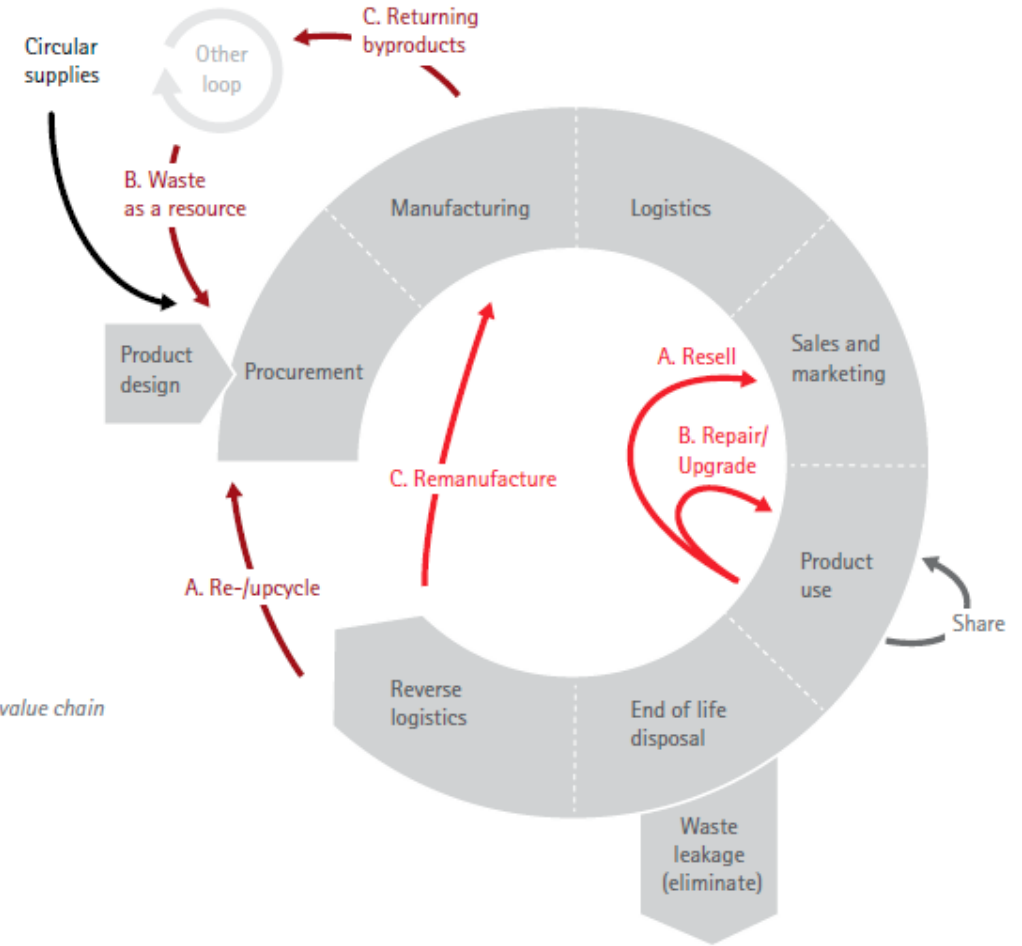 C. Returning
byproducts
Circular
supplies
Other
loop
B. Waste
as a resource
Manufacturing
Logistics
Product
design
Procurement
A. Resell
Sales and
marketing
B. Repair/
Upgrade
C. Remanufacture
A. Re-/upcycle
Product
use
Share
Reverse
logistics
value chain
End of life
disposal
Waste
leakage
(eliminate)